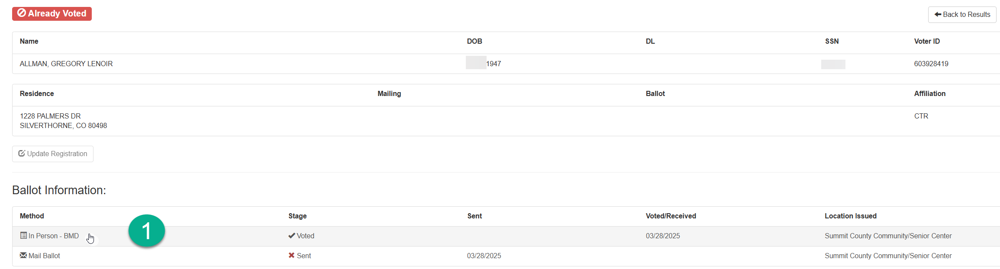 Already Voted
Back to Results
Name DOB DL SSN Voter ID
ALLMAN, GREGORY LENOIR 1947 603928419
Residence Mailing Ballot Affiliation
1228 PALMERS DR CTR
SILVERTHORNE, CO 80498
Update Registration
Ballot Information:
Method Stage Sent Voted/Received Location Issued
1
In Person - BMD Voted 03/28/2025 Summit County Community/Senior Center
Mail Ballot Sent 03/28/2025 Summit County Community/Senior Center